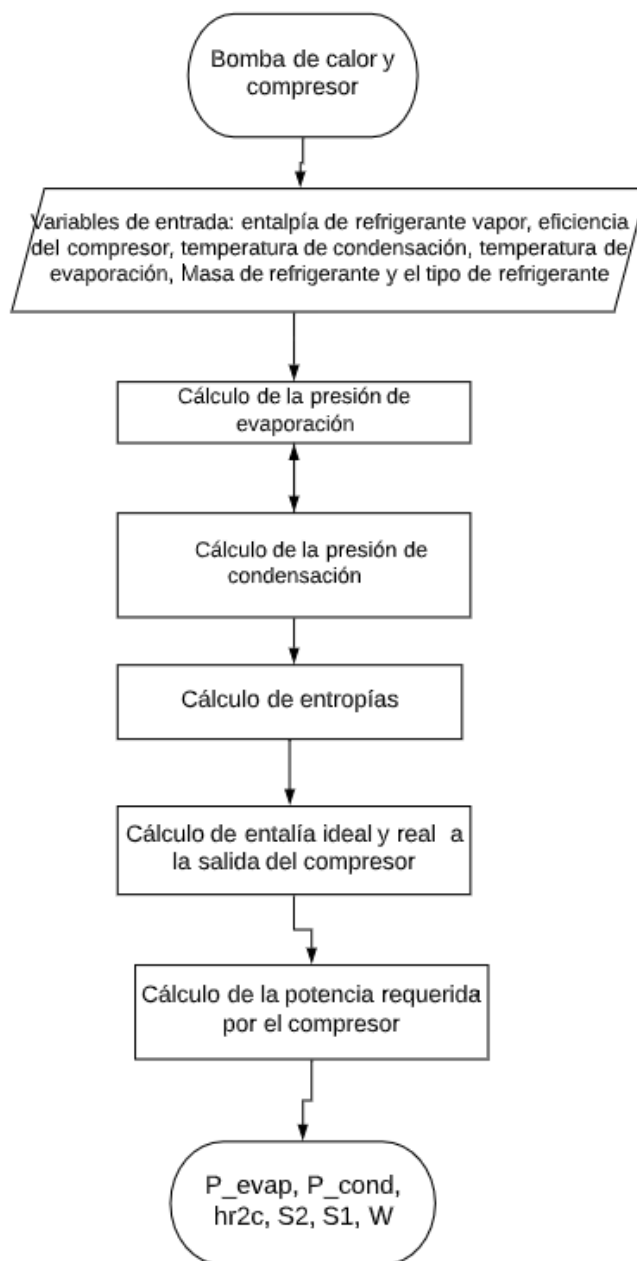 Bomba de calor y
compresor
Variables de entrada: entalpía de refrigerante vapor, eficiencia
del compresor, temperatura de condensación, temperatura de
evaporación, Masa de refrigerante y el tipo de refrigerante
Cálculo de la presión de
evaporación
Cálculo de la presión de
condensación
Cálculo de entropías
Cálculo de entalía ideal y real a
la salida del compresor
Cálculo de la potencia requerida
por el compresor
P_evap, P_cond,
hr2c, S2, S1, W